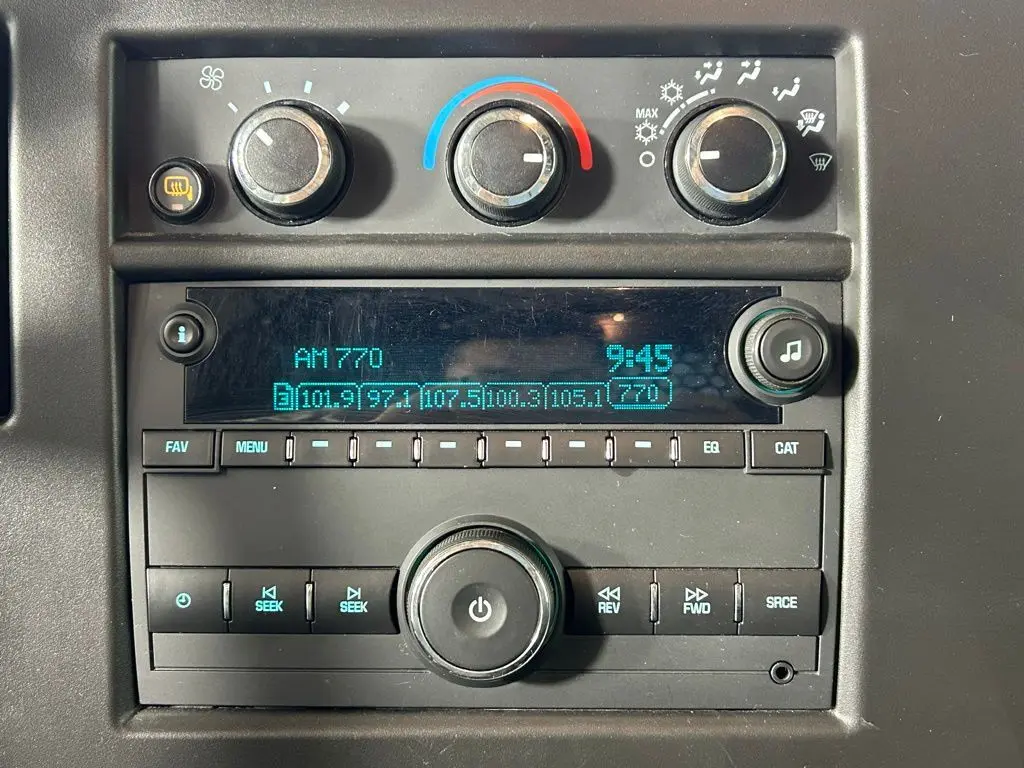 MAX
i
AM 770 9:45
3 101.9 97.1 107.5 100.3 105.1 770
FAV MENU EQ CAT
SEEK SEEK REV FWD SRCE